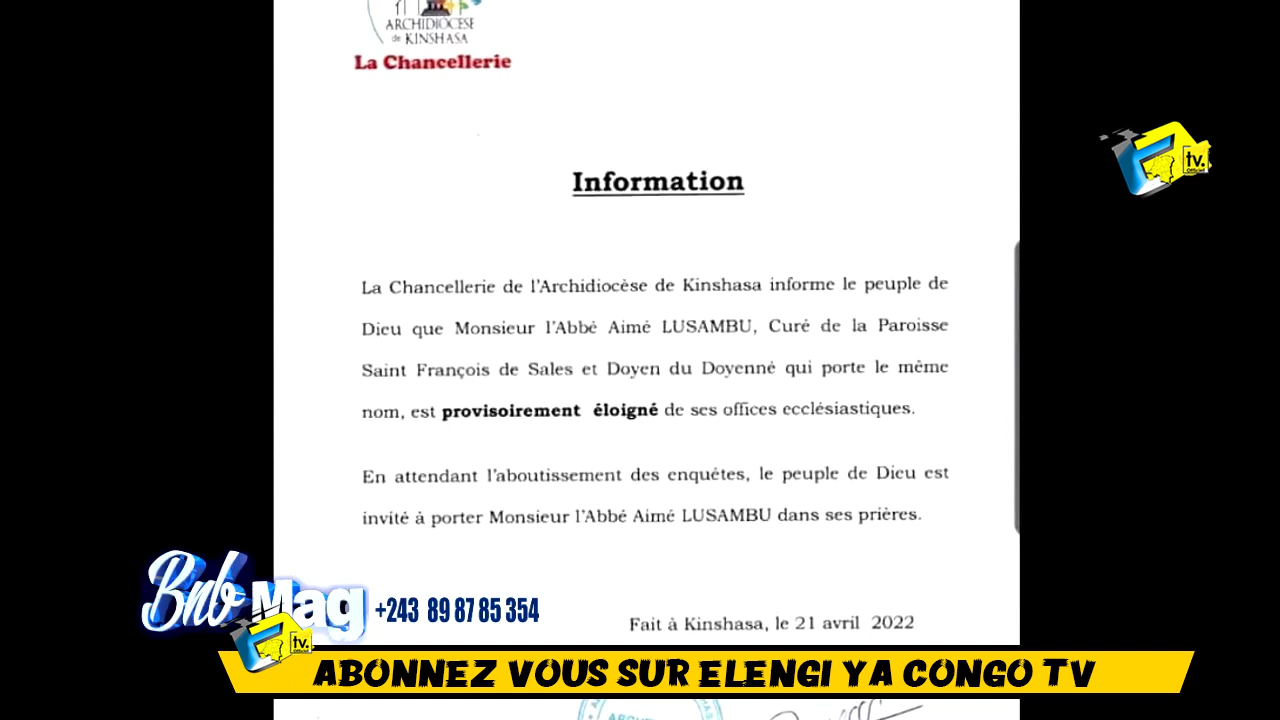 ARCHIDIOCÈSE
de KINSHASA
La Chancellerie
Information
tv.
Officiel
La Chancellerie de l'Archidiocèse de Kinshasa informe le peuple de
Dieu que Monsieur l'Abbé Aimé LUSAMBU, Curé de la Paroisse
Saint François de Sales et Doyen du Doyenné qui porte le même
nom, est provisoirement éloigné de ses offices ecclésiastiques.
En attendant l'aboutissement des enquêtes, le peuple de Dieu est
invité à porter Monsieur l'Abbé Aimé LUSAMBU dans ses prières.
Bnb Mag +243 89 87 85 354
Fait à Kinshasa, le 21 avril 2022
tv.
ABONNEZ VOUS SUR ELENGI YA CONGO TV